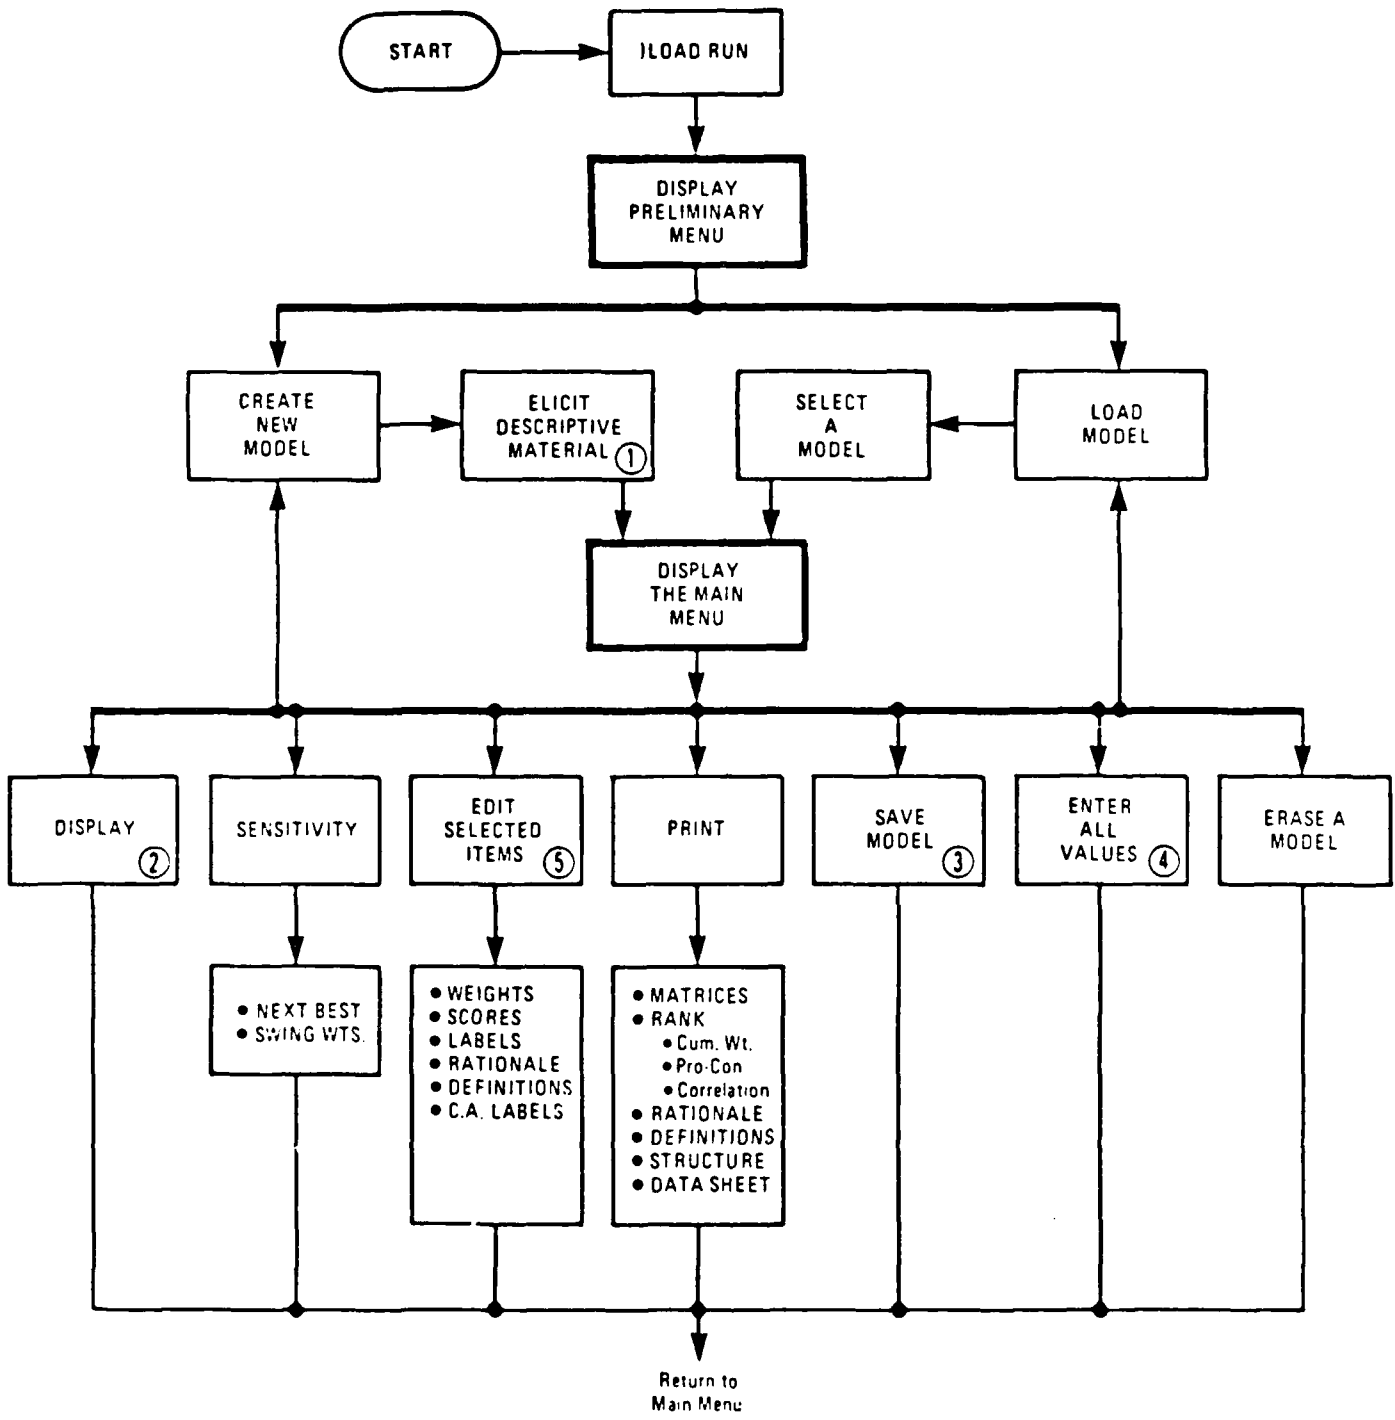 START
)LOAD RUN
DISPLAY
PRELIMINARY
MENU
CREATE
NEW
MODEL
ELICIT
DESCRIPTIVE
MATERIAL
1
SELECT
A
MODEL
LOAD
MODEL
DISPLAY
THE MAIN
MENU
DISPLAY
2
SENSITIVITY
EDIT
SELECTED
ITEMS
5
PRINT
SAVE
MODEL
3
ENTER
ALL
VALUES
4
ERASE A
MODEL
• NEXT BEST
• SWING WTS.
• WEIGHTS
• SCORES
• LABELS
• RATIONALE
• DEFINITIONS
• C.A. LABELS
• MATRICES
• RANK
• Cum. Wt.
• Pro-Con
• Correlation
• RATIONALE
• DEFINITIONS
• STRUCTURE
• DATA SHEET
Return to
Main Menu